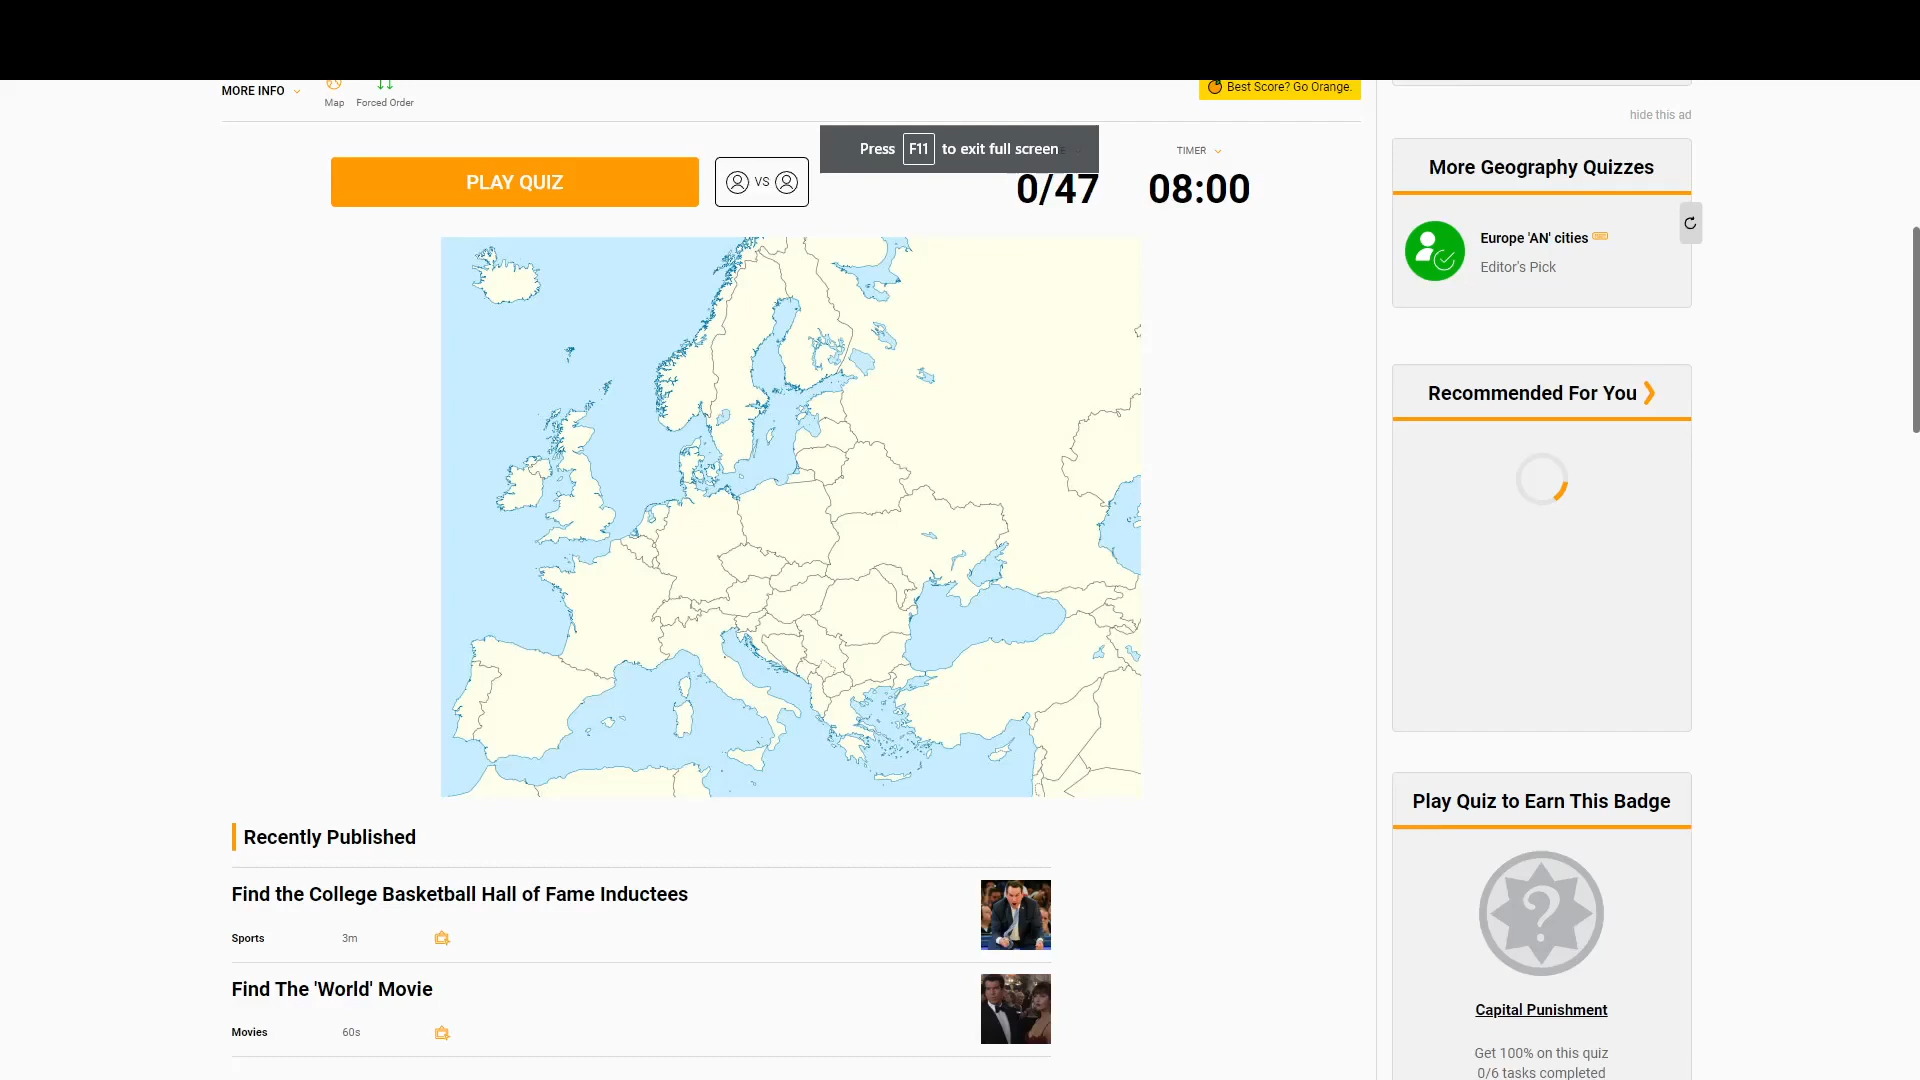 MORE INFO
Map
Forced Order
Best Score? Go Orange.
hide this ad
PLAY QUIZ
VS
Press F11 to exit full screen
0/47
TIMER
08:00
More Geography Quizzes
Europe 'AN' cities
Editor's Pick
Recommended For You
Play Quiz to Earn This Badge
Capital Punishment
Get 100% on this quiz
0/6 tasks completed
Recently Published
Find the College Basketball Hall of Fame Inductees
Sports
3m
Find The 'World' Movie
Movies
60s